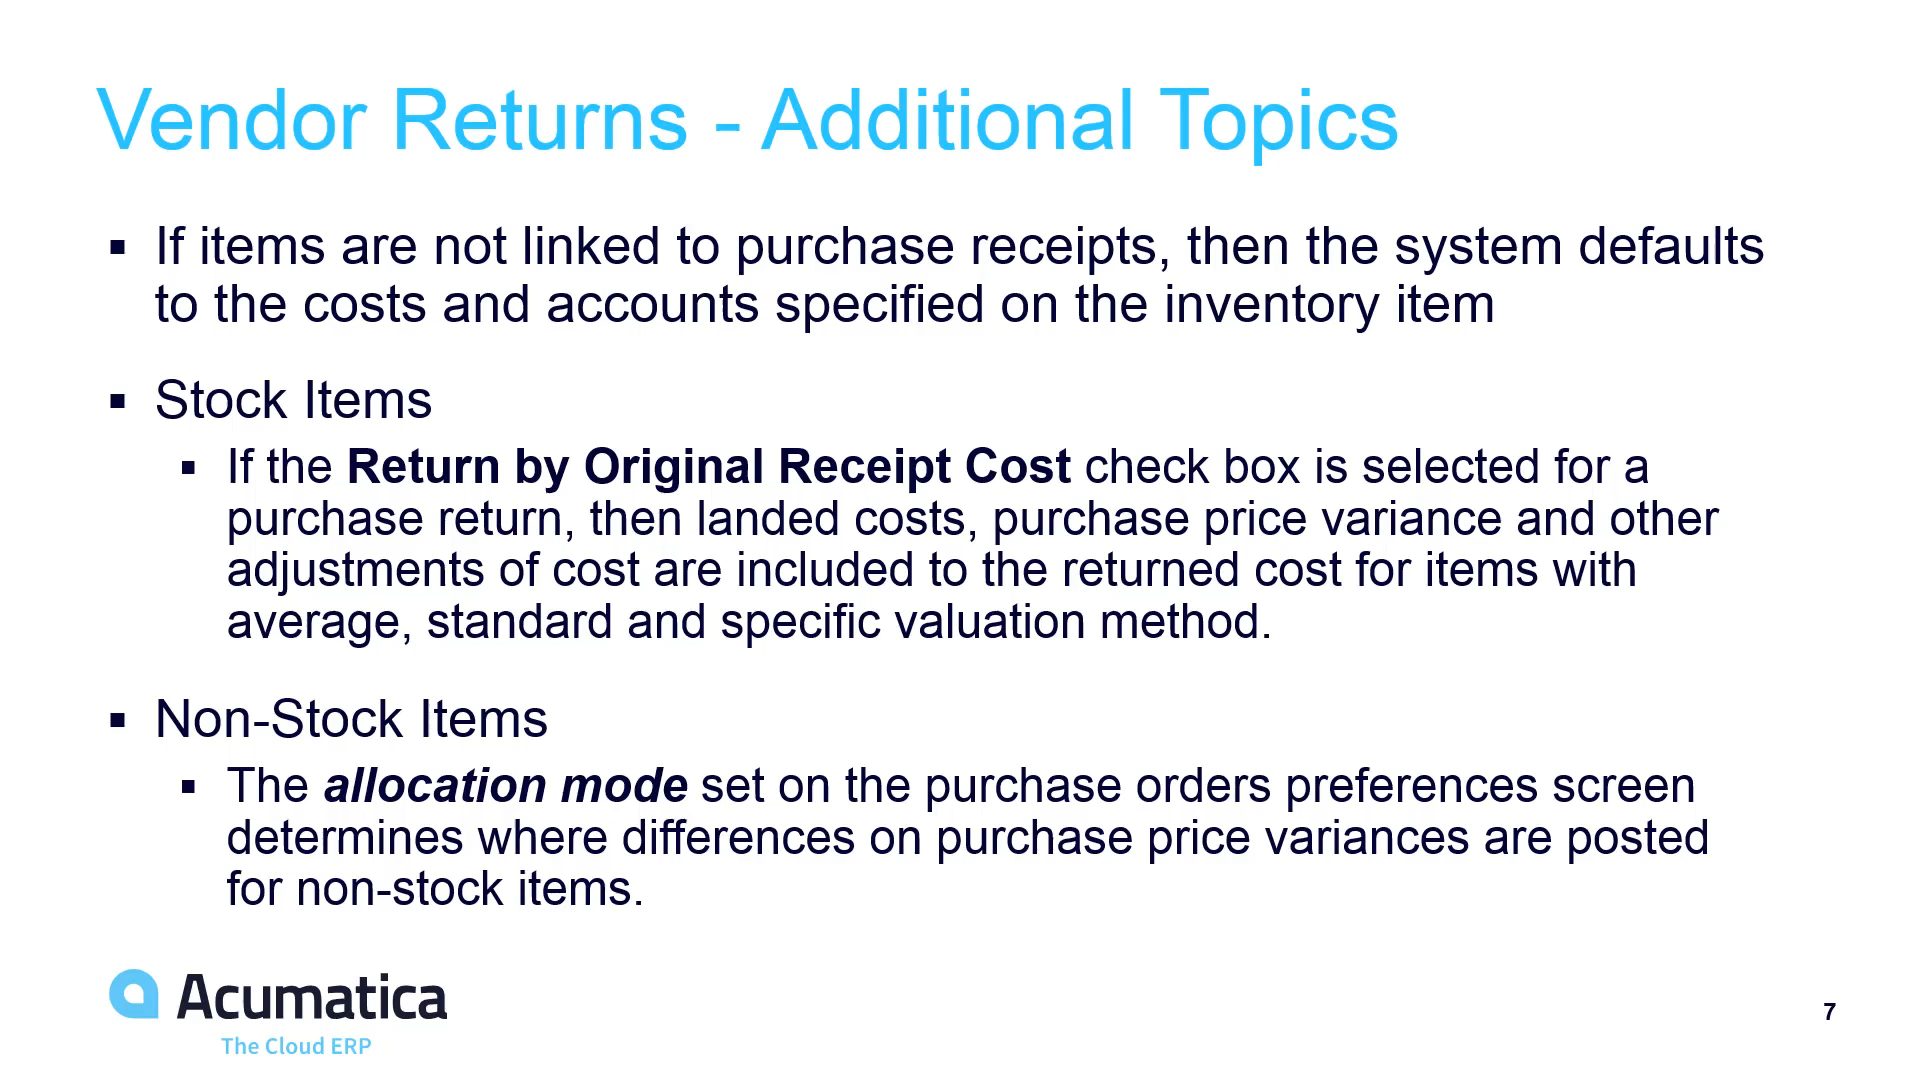 Vendor Returns - Additional Topics
▪ If items are not linked to purchase receipts, then the system defaults
to the costs and accounts specified on the inventory item
▪ Stock Items
▪ If the Return by Original Receipt Cost check box is selected for a
purchase return, then landed costs, purchase price variance and other
adjustments of cost are included to the returned cost for items with
average, standard and specific valuation method.
▪ Non-Stock Items
▪ The allocation mode set on the purchase orders preferences screen
determines where differences on purchase price variances are posted
for non-stock items.
Acumatica
The Cloud ERP
7